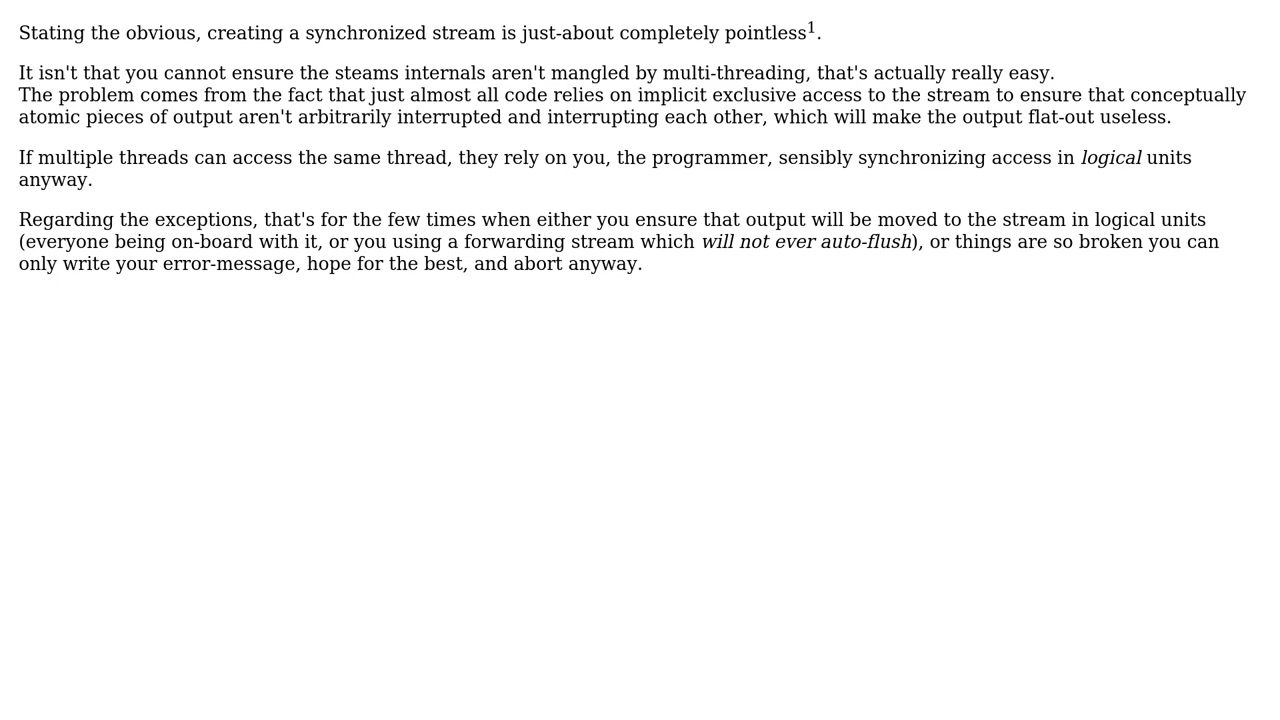 Stating the obvious, creating a synchronized stream is just-about completely pointless1.
It isn't that you cannot ensure the steams internals aren't mangled by multi-threading, that's actually really easy.
The problem comes from the fact that just almost all code relies on implicit exclusive access to the stream to ensure that conceptually
atomic pieces of output aren't arbitrarily interrupted and interrupting each other, which will make the output flat-out useless.
If multiple threads can access the same thread, they rely on you, the programmer, sensibly synchronizing access in logical units
anyway.
Regarding the exceptions, that's for the few times when either you ensure that output will be moved to the stream in logical units
(everyone being on-board with it, or you using a forwarding stream which will not ever auto-flush), or things are so broken you can
only write your error-message, hope for the best, and abort anyway.